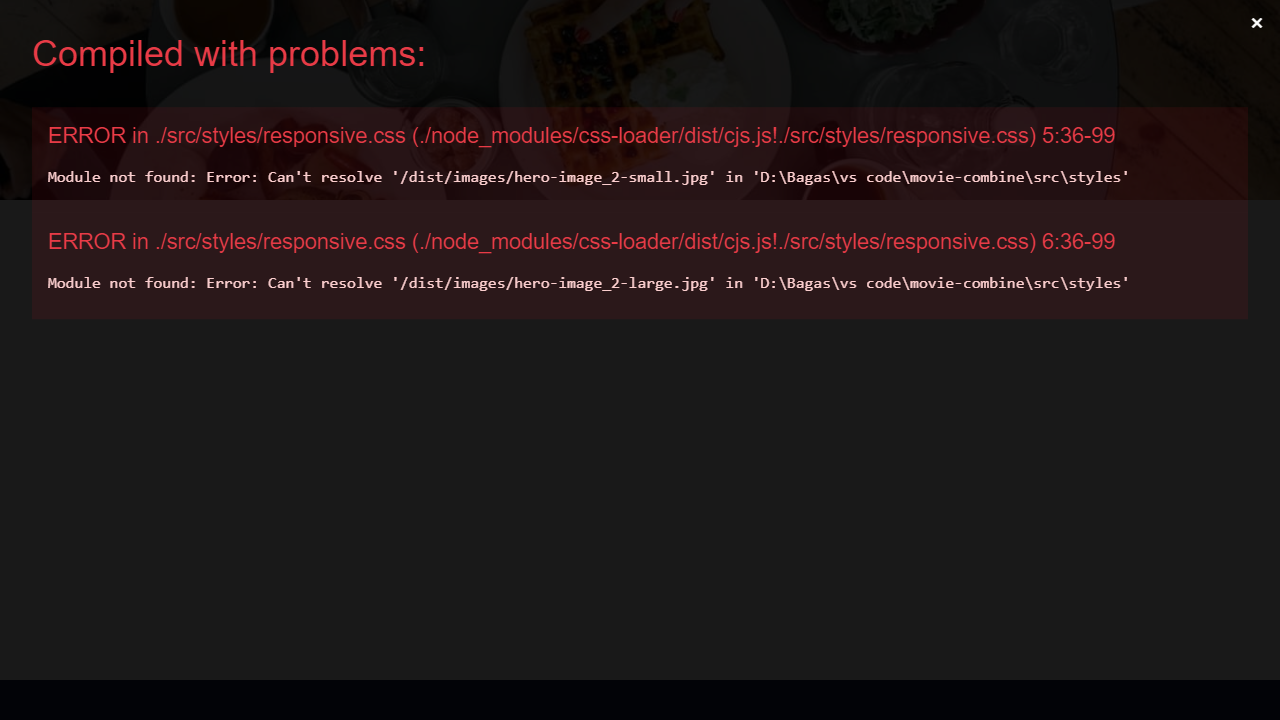 ×
Compiled with problems:
ERROR in ./src/styles/responsive.css (./node_modules/css-loader/dist/cjs.js!./src/styles/responsive.css) 5:36-99
Module not found: Error: Can't resolve '/dist/images/hero-image_2-small.jpg' in 'D:\Bagas\vs code\movie-combine\src\styles'
ERROR in ./src/styles/responsive.css (./node_modules/css-loader/dist/cjs.js!./src/styles/responsive.css) 6:36-99
Module not found: Error: Can't resolve '/dist/images/hero-image_2-large.jpg' in 'D:\Bagas\vs code\movie-combine\src\styles'